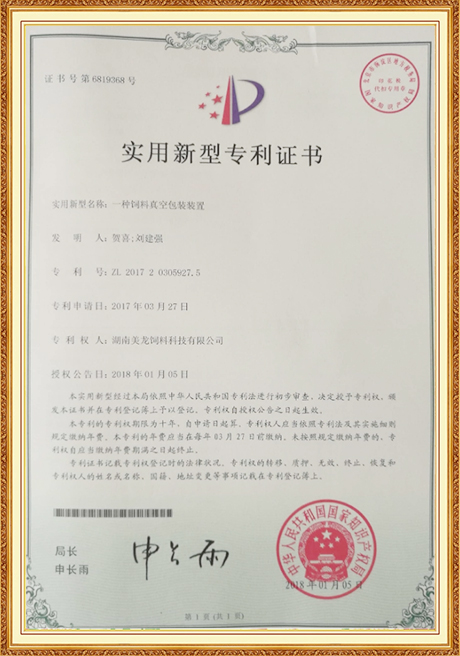 证书号第6819368号
实用新型专利证书
实用新型名称：一种饲料真空包装装置
发 明 人：贺喜;刘建强
专 利 号：ZL 2017 2 0305927.5
专利申请日：2017年03月27日
专 利 权 人：湖南美龙饲料科技有限公司
授权公告日：2018年01月05日
本实用新型经过本局依照中华人民共和国专利法进行初步审查，决定授予专利权，颁
发本证书并在专利登记簿上予以登记。专利权自授权公告之日起生效。
本专利的专利权期限为十年，自申请日起算。专利权人应当依照专利法及其实施细则
规定缴纳年费。本专利的年费应当在每年03月27日前缴纳。未按照规定缴纳年费的，专
利权自应当缴纳年费期满之日起终止。
专利证书记载专利权登记时的法律状况。专利权的转移、质押、无效、终止、恢复和
专利权人的姓名或名称、国籍、地址变更等事项记载在专利登记簿上。
局长
申长雨
申长雨
中华人民共和国国家知识产权局
2018年01月05日
第1页(共1页)